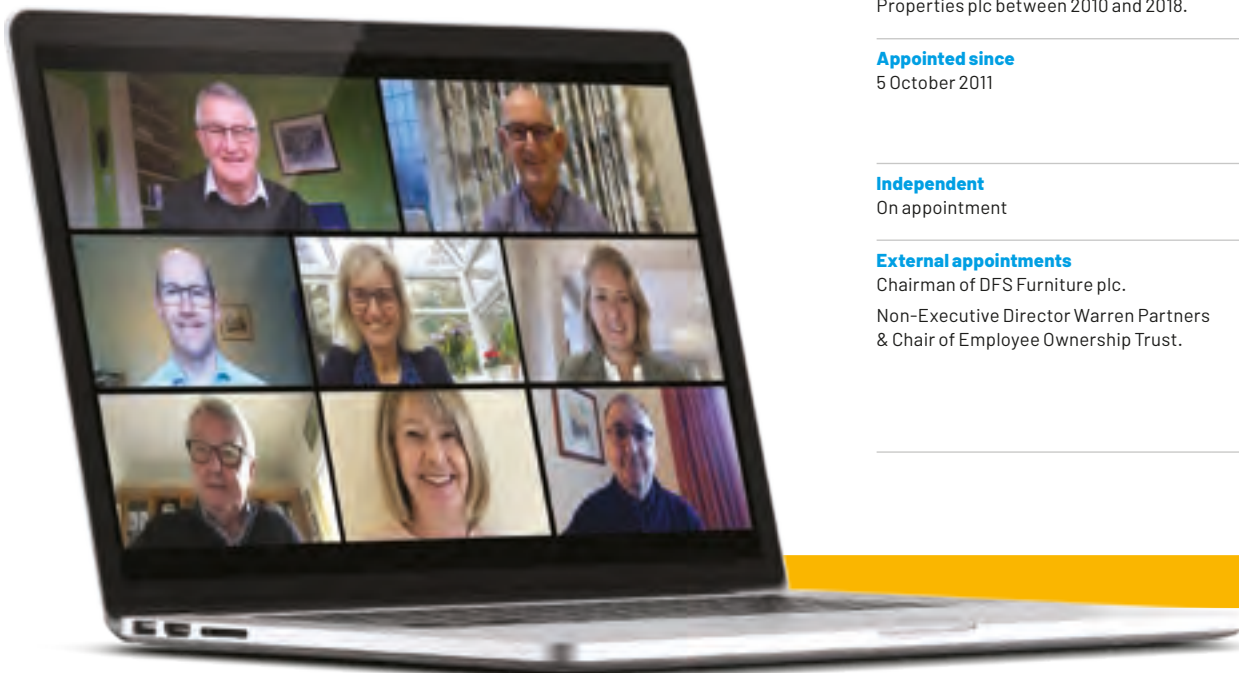 Properties plc between 2010 and 2018.
Appointed since
5 October 2011
Independent
On appointment
External appointments
Chairman of DFS Furniture plc.
Non-Executive Director Warren Partners
& Chair of Employee Ownership Trust.